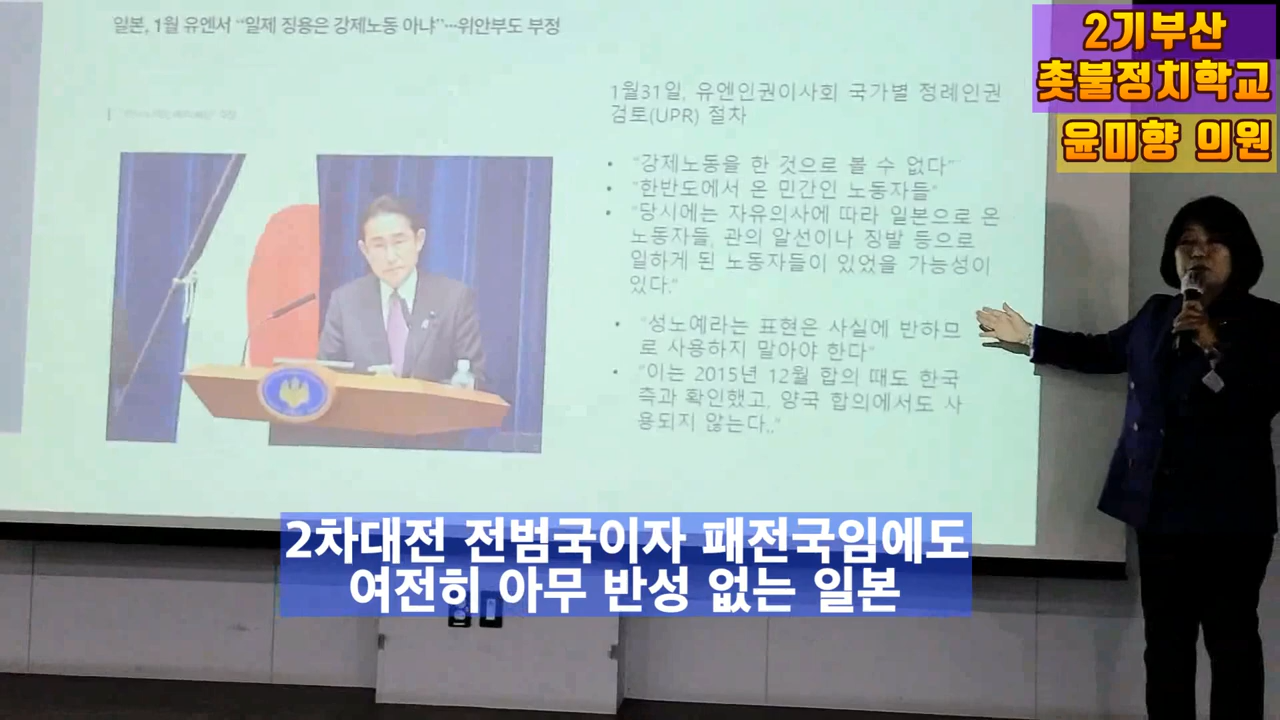 일본, 1월 유엔서 “일제 징용은 강제노동 아냐”…위안부도 부정
1월31일, 유엔인권이사회 국가별 정례인권
검토(UPR) 절차
• “강제노동을 한 것으로 볼 수 없다”
• “한반도에서 온 민간인 노동자들”
• “당시에는 자유의사에 따라 일본으로 온
노동자들, 관의 알선이나 징발 등으로
일하게 된 노동자들이 있었을 가능성이
있다.”
• “성노예라는 표현은 사실에 반하므
로 사용하지 말아야 한다”
• “이는 2015년 12월 합의 때도 한국
측과 확인했고, 양국 합의에서도 사
용되지 않는다..”
2기부산
촛불정치학교
윤미향 의원
2차대전 전범국이자 패전국임에도
여전히 아무 반성 없는 일본